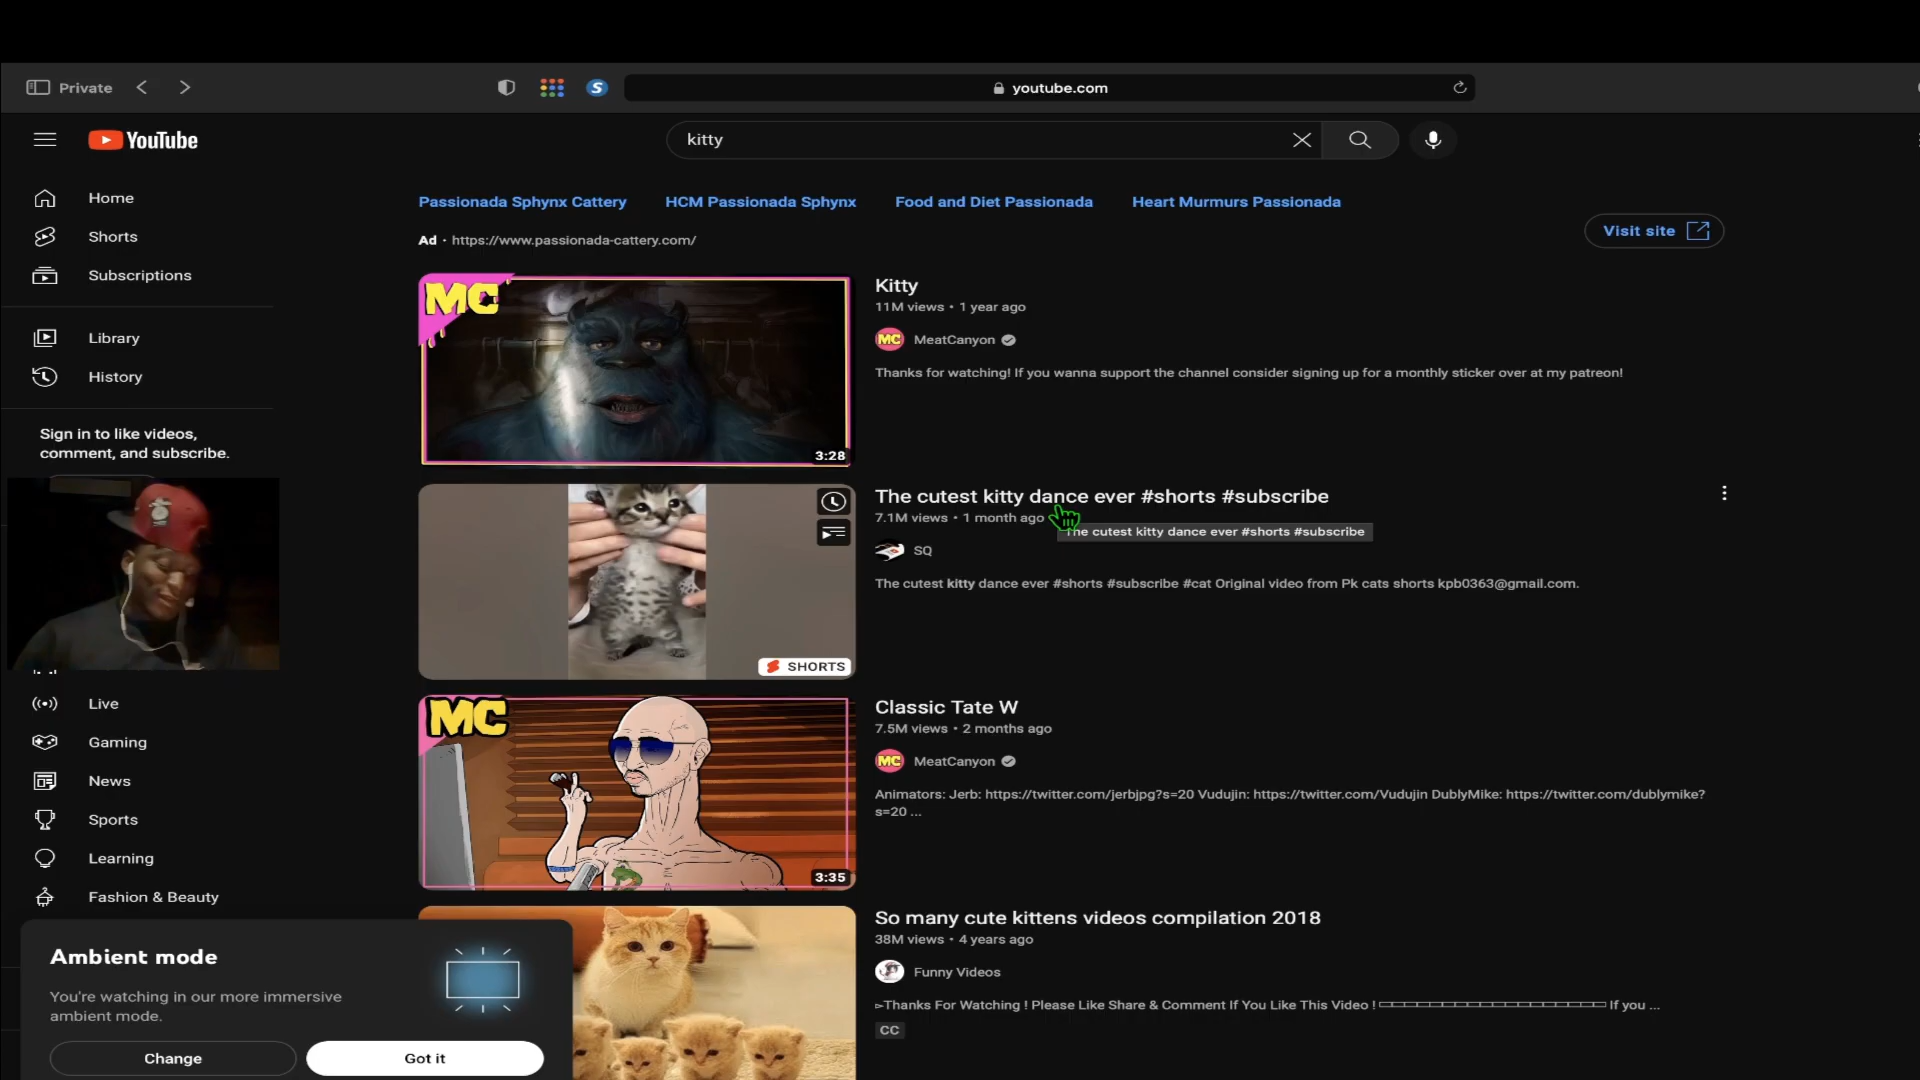 Private
youtube.com
YouTube
kitty
Home
Shorts
Subscriptions
Library
History
Sign in to like videos,
comment, and subscribe.
Live
Gaming
News
Sports
Learning
Fashion & Beauty
Passionada Sphynx Cattery
HCM Passionada Sphynx
Food and Diet Passionada
Heart Murmurs Passionada
Ad · https://www.passionada-cattery.com/
Visit site
MC
3:28
Kitty
11M views • 1 year ago
MC MeatCanyon
Thanks for watching! If you wanna support the channel consider signing up for a monthly sticker over at my patreon!
SHORTS
The cutest kitty dance ever #shorts #subscribe
7.1M views • 1 month ago
The cutest kitty dance ever #shorts #subscribe
SQ
The cutest kitty dance ever #shorts #subscribe #cat Original video from Pk cats shorts kpb0363@gmail.com.
MC
3:35
Classic Tate W
7.5M views • 2 months ago
MC MeatCanyon
Animators: Jerb: https://twitter.com/jerbjpg?s=20 Vudujin: https://twitter.com/Vudujin DublyMike: https://twitter.com/dublymike?
s=20 ...
So many cute kittens videos compilation 2018
38M views • 4 years ago
Funny Videos
▻Thanks For Watching ! Please Like Share & Comment If You Like This Video ! If you ...
CC
Ambient mode
You're watching in our more immersive
ambient mode.
Change
Got it